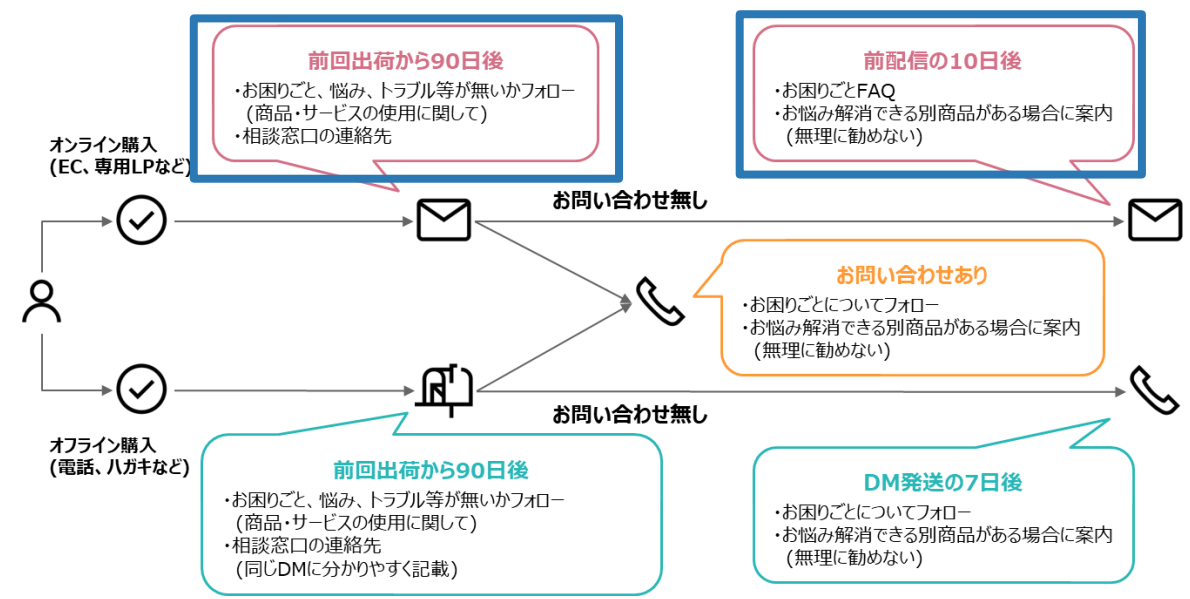 前回出荷から90日後
・お困りごと、悩み、トラブル等が無いかフォロー
(商品・サービスの使用に関して)
・相談窓口の連絡先
前配信の10日後
・お困りごとFAQ
・お悩み解消できる別商品がある場合に案内
(無理に勧めない)
オンライン購入
(EC、専用LPなど)
お問い合わせ無し
お問い合わせあり
・お困りごとについてフォロー
・お悩み解消できる別商品がある場合に案内
(無理に勧めない)
お問い合わせ無し
オフライン購入
(電話、ハガキなど)
前回出荷から90日後
・お困りごと、悩み、トラブル等が無いかフォロー
(商品・サービスの使用に関して)
・相談窓口の連絡先
(同じDMに分かりやすく記載)
DM発送の7日後
・お困りごとについてフォロー
・お悩み解消できる別商品がある場合に案内
(無理に勧めない)